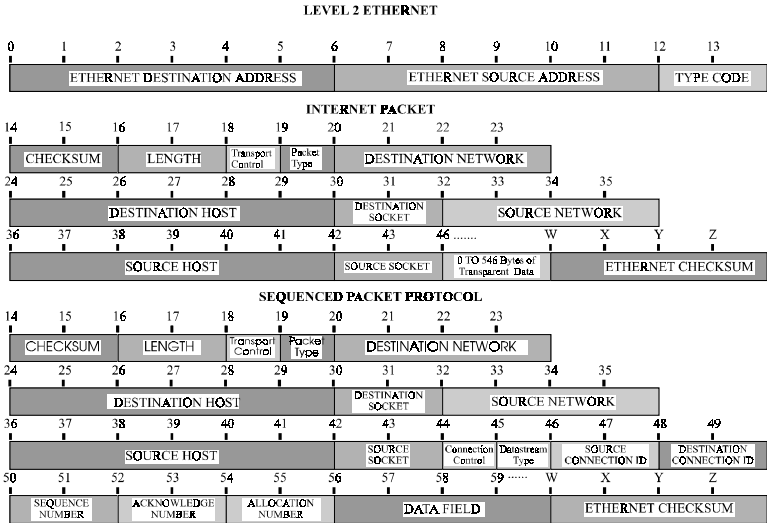 LEVEL 2 ETHERNET
0 1 2 3 4 5 6 7 8 9 10 11 12 13
ETHERNET DESTINATION ADDRESS ETHERNET SOURCE ADDRESS TYPE CODE
INTERNET PACKET
14 15 16 17 18 19 20 21 22 23
CHECKSUM LENGTH Transport Control Packet Type DESTINATION NETWORK
24 25 26 27 28 29 30 31 32 33 34 35
DESTINATION HOST DESTINATION SOCKET SOURCE NETWORK
36 37 38 39 40 41 42 43 46 ....... W X Y Z
SOURCE HOST SOURCE SOCKET 0 TO 546 Bytes of Transparent Data ETHERNET CHECKSUM
SEQUENCED PACKET PROTOCOL
14 15 16 17 18 19 20 21 22 23
CHECKSUM LENGTH Transport Control Packet Type DESTINATION NETWORK
24 25 26 27 28 29 30 31 32 33 34 35
DESTINATION HOST DESTINATION SOCKET SOURCE NETWORK
36 37 38 39 40 41 42 43 44 45 46 47 48 49
SOURCE HOST SOURCE SOCKET Connection Control Datastream Type SOURCE CONNECTION ID DESTINATION CONNECTION ID
50 51 52 53 54 55 56 57 58 59 ...... W X Y Z
SEQUENCE NUMBER ACKNOWLEDGE NUMBER ALLOCATION NUMBER DATA FIELD ETHERNET CHECKSUM